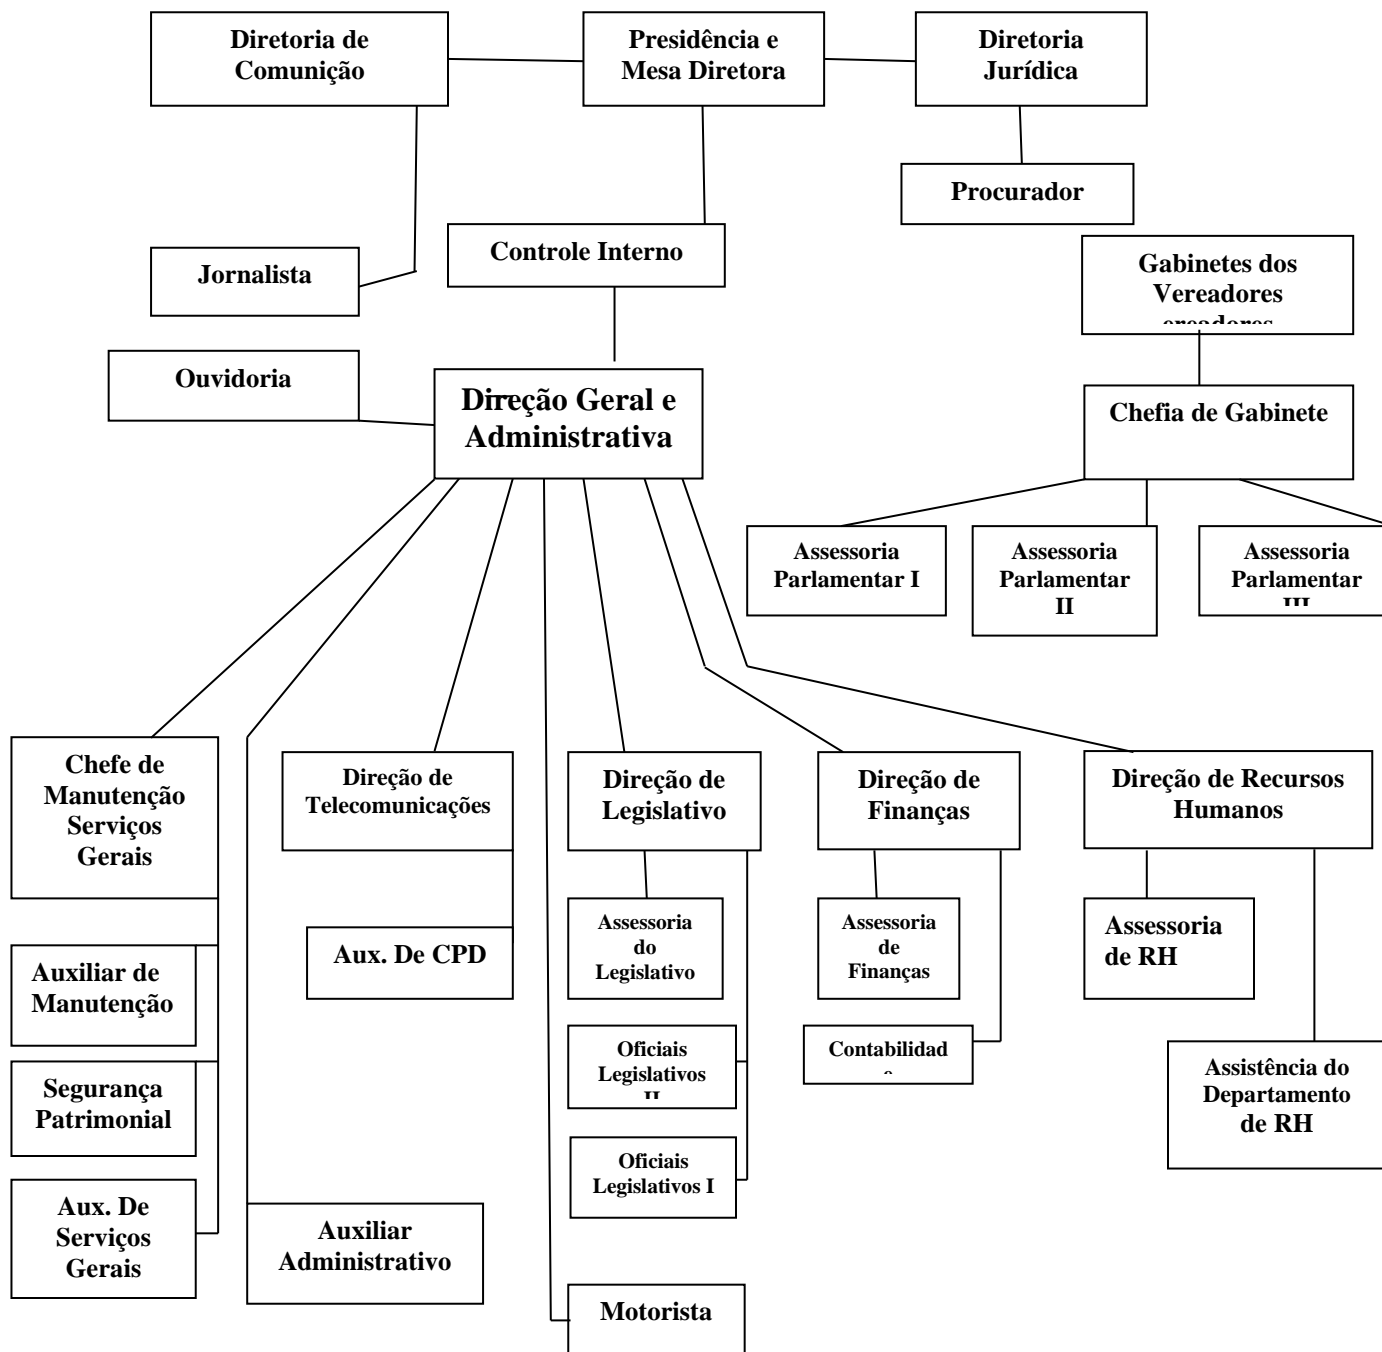 Diretoria de
Comunição
Presidência e
Mesa Diretora
Diretoria
Jurídica
Procurador
Controle Interno
Jornalista
Gabinetes dos
Vereadores
ereadores
Ouvidoria
Direção Geral e
Administrativa
Chefia de Gabinete
Assessoria
Parlamentar I
Assessoria
Parlamentar
II
Assessoria
Parlamentar
III
Chefe de
Manutenção
Serviços
Gerais
Direção de
Telecomunicações
Direção de
Legislativo
Direção de
Finanças
Direção de Recursos
Humanos
Auxiliar de
Manutenção
Aux. De CPD
Assessoria
do
Legislativo
Assessoria
de
Finanças
Assessoria
de RH
Segurança
Patrimonial
Oficiais
Legislativos
II
Contabilidad
e
Assistência do
Departamento
de RH
Aux. De
Serviços
Gerais
Auxiliar
Administrativo
Oficiais
Legislativos I
Motorista